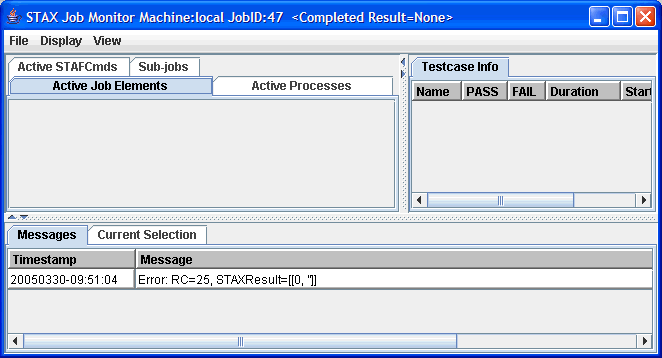 STAX Job Monitor Machine:local JobID:47 <Completed Result=None>
File Display View
Active STAFCmds Sub-jobs
Active Job Elements Active Processes
Testcase Info
Name PASS FAIL Duration Start
Messages Current Selection
Timestamp Message
20050330-09:51:04 Error: RC=25, STAXResult=[[0, '']]